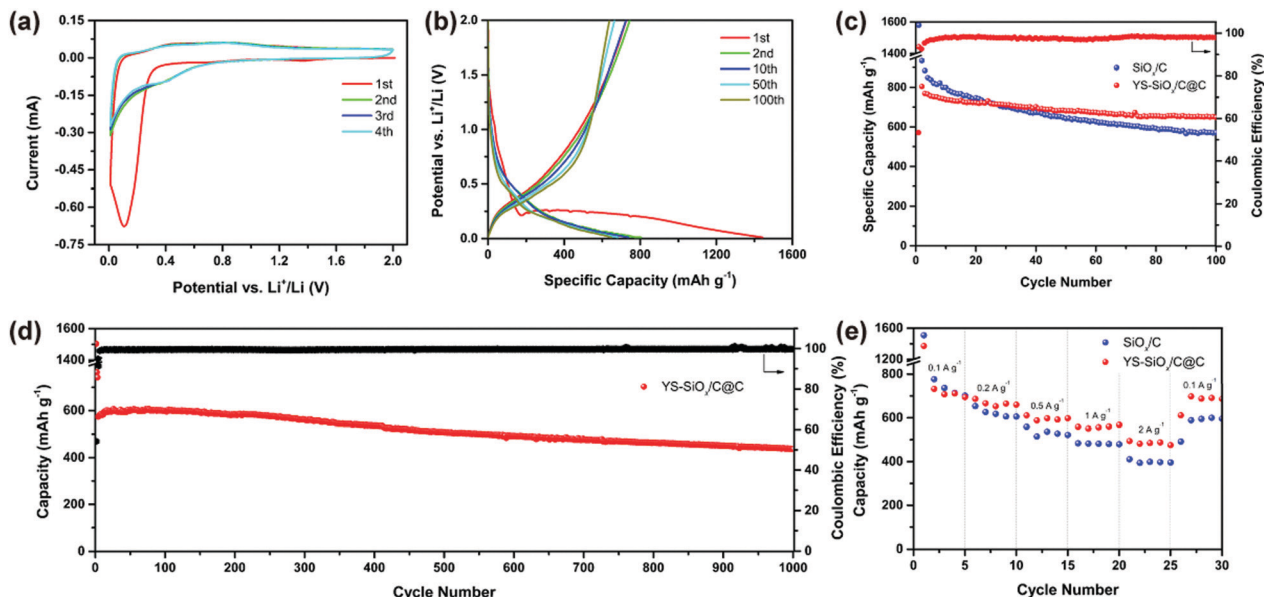 (a)
0.15
0.00
-0.15
-0.30
-0.45
-0.60
-0.75
Current (mA)
1st
2nd
3rd
4th
0.0 0.4 0.8 1.2 1.6 2.0
Potential vs. Li⁺/Li (V)
(b)
2.0
1.5
1.0
0.5
0.0
Potential vs. Li⁺/Li (V)
1st
2nd
10th
50th
100th
0 400 800 1200 1600
Specific Capacity (mAh g⁻¹)
(c)
1600
1400
800
600
400
200
0
Specific Capacity (mAh g⁻¹)
SiOₓ/C
YS-SiOₓ/C@C
100
80
60
40
20
0
Coulombic Efficiency (%)
0 20 40 60 80 100
Cycle Number
(d)
1600
1400
800
600
400
200
0
Capacity (mAh g⁻¹)
YS-SiOₓ/C@C
100
80
60
40
20
0
Coulombic Efficiency (%)
0 100 200 300 400 500 600 700 800 900 1000
Cycle Number
(e)
1600
1200
800
600
400
200
0
Capacity (mAh g⁻¹)
SiOₓ/C
YS-SiOₓ/C@C
0.1 A g⁻¹
0.2 A g⁻¹
0.5 A g⁻¹
1 A g⁻¹
2 A g⁻¹
0.1 A g⁻¹
0 5 10 15 20 25 30
Cycle Number